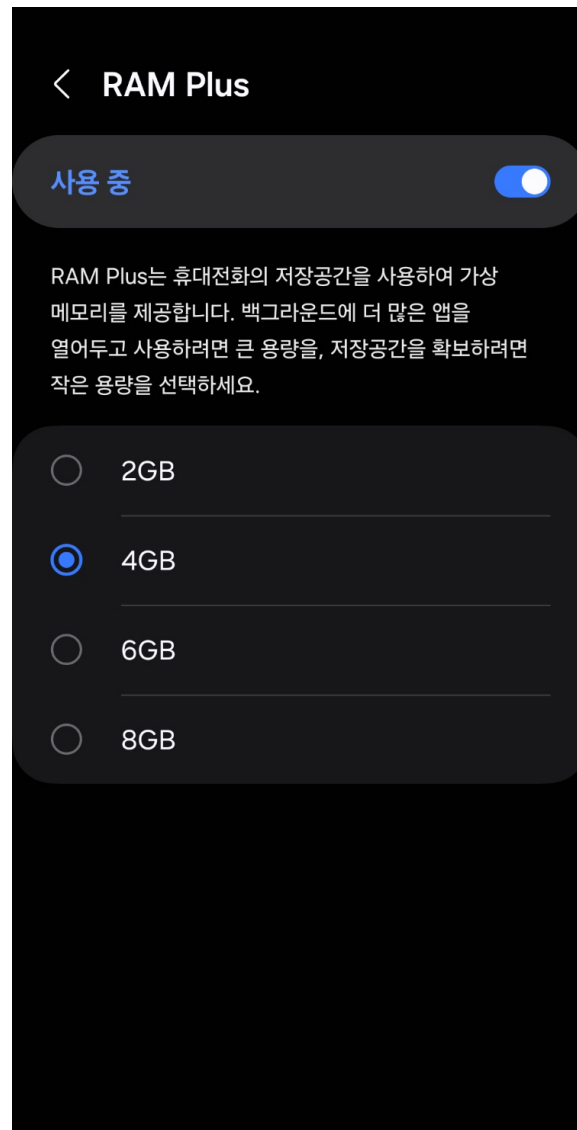 RAM Plus
사용 중
RAM Plus는 휴대전화의 저장공간을 사용하여 가상
메모리를 제공합니다. 백그라운드에 더 많은 앱을
열어두고 사용하려면 큰 용량을, 저장공간을 확보하려면
작은 용량을 선택하세요.
2GB
4GB
6GB
8GB